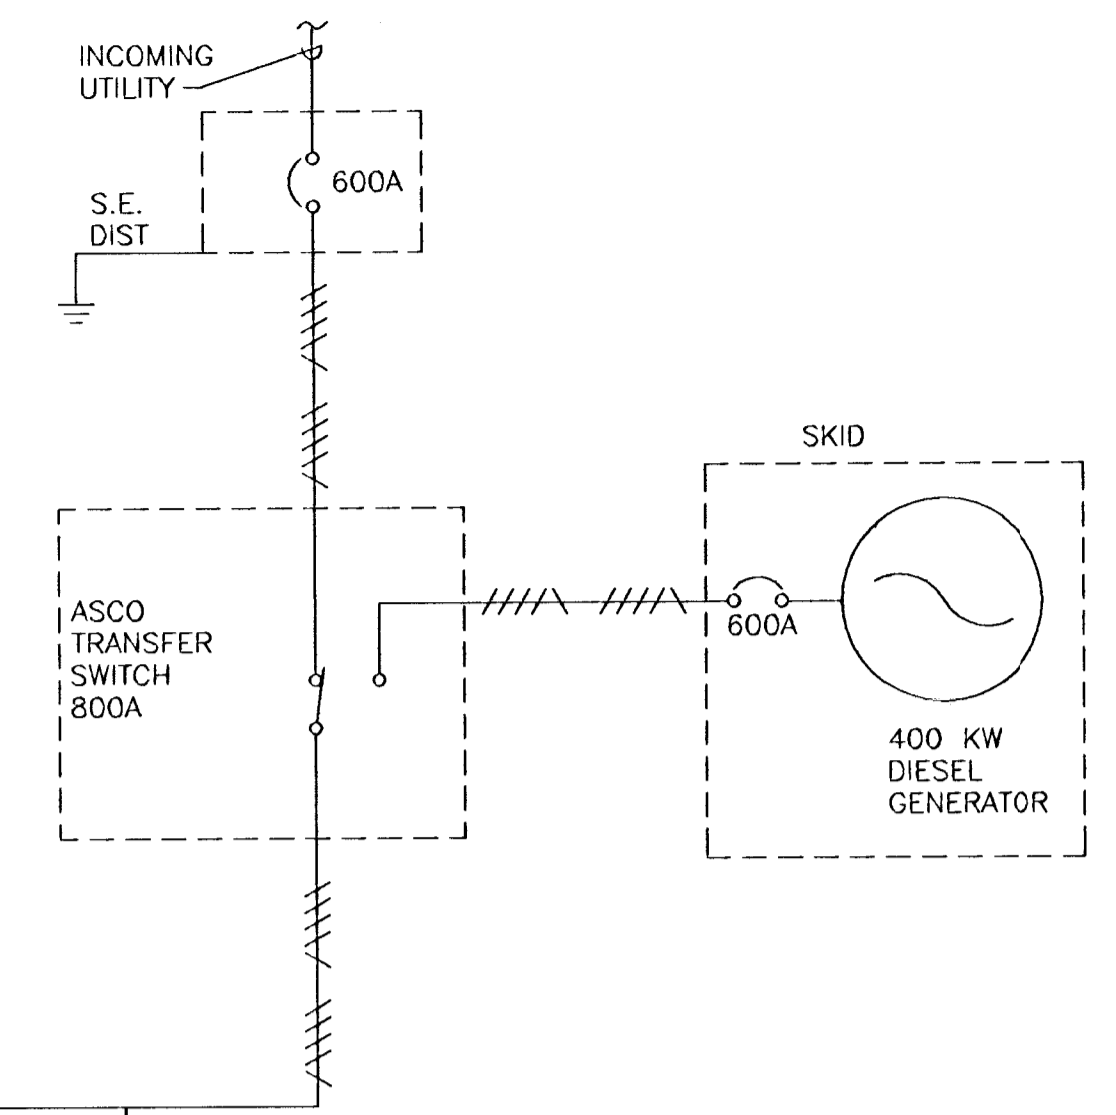 INCOMING
UTILITY
600A
S.E.
DIST
SKID
ASCO
TRANSFER
SWITCH
800A
600A
400 KW
DIESEL
GENERATOR